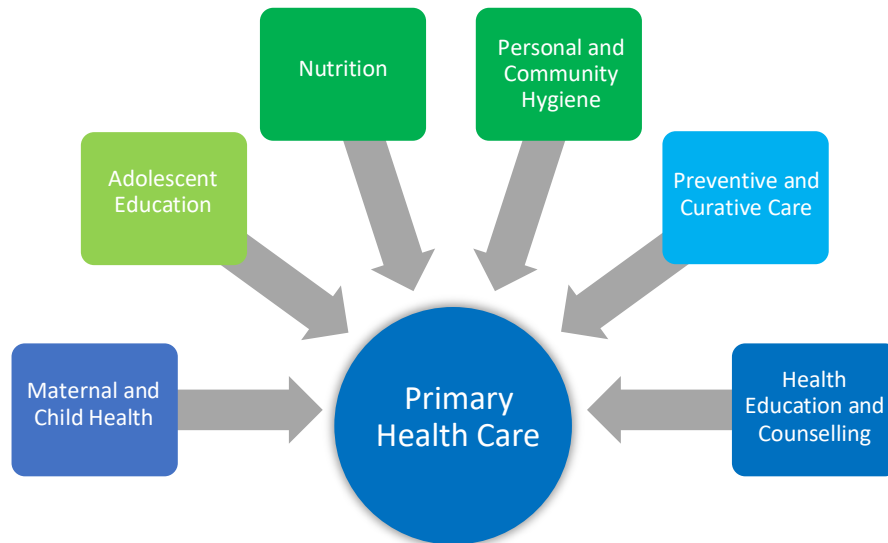 Nutrition
Personal and
Community
Hygiene
Adolescent
Education
Preventive and
Curative Care
Maternal and
Child Health
Primary
Health Care
Health
Education and
Counselling